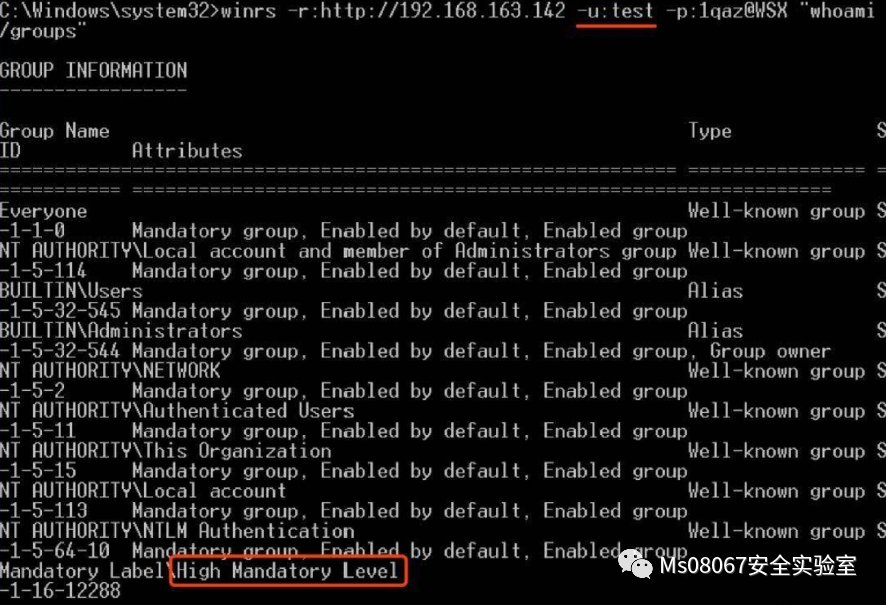 C:\Windows\system32>winrs -r:http://192.168.163.142 -u:test -p:1qaz@WSX "whoami
/groups"
GROUP INFORMATION
-----------------
Group Name Type S
ID Attributes
================================================================== ================ =
=========== ===============================================================
Everyone Well-known group S
-1-1-0 Mandatory group, Enabled by default, Enabled group
NT AUTHORITY\Local account and member of Administrators group Well-known group S
-1-5-114 Mandatory group, Enabled by default, Enabled group
BUILTIN\Users Alias S
-1-5-32-545 Mandatory group, Enabled by default, Enabled group
BUILTIN\Administrators Alias S
-1-5-32-544 Mandatory group, Enabled by default, Enabled group, Group owner
NT AUTHORITY\NETWORK Well-known group S
-1-5-2 Mandatory group, Enabled by default, Enabled group
NT AUTHORITY\Authenticated Users Well-known group S
-1-5-11 Mandatory group, Enabled by default, Enabled group
NT AUTHORITY\This Organization Well-known group S
-1-5-15 Mandatory group, Enabled by default, Enabled group
NT AUTHORITY\Local account Well-known group S
-1-5-113 Mandatory group, Enabled by default, Enabled group
NT AUTHORITY\NTLM Authentication Well-known group S
-1-5-64-10 Mandatory group, Enabled by default, Enabled group
Mandatory Label\High Mandatory Level
-1-16-12288
Ms08067安全实验室